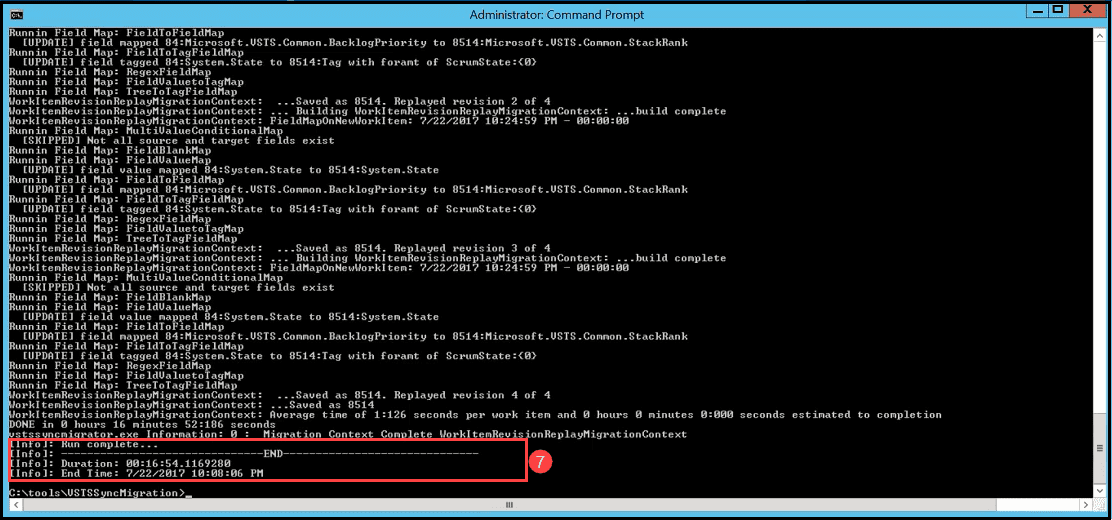 Administrator: Command Prompt
Runnin Field Map: FieldToFieldMap
[UPDATE] field mapped 84:Microsoft.VSTS.Common.BacklogPriority to 8514:Microsoft.VSTS.Common.StackRank
Runnin Field Map: FieldToTagFieldMap
[UPDATE] field tagged 84:System.State to 8514:Tag with foramt of ScrumState:{0}
Runnin Field Map: RegexFieldMap
Runnin Field Map: FieldValuetoTagMap
Runnin Field Map: TreeToTagFieldMap
WorkItemRevisionReplayMigrationContext:  ...Saved as 8514. Replayed revision 2 of 4
WorkItemRevisionReplayMigrationContext: ... Building WorkItemRevisionReplayMigrationContext: ...build complete
WorkItemRevisionReplayMigrationContext: FieldMapOnNewWorkItem: 7/22/2017 10:24:59 PM - 00:00:00
Runnin Field Map: MultiValueConditionalMap
[SKIPPED] Not all source and target fields exist
Runnin Field Map: FieldBlankMap
Runnin Field Map: FieldValueMap
[UPDATE] field value mapped 84:System.State to 8514:System.State
Runnin Field Map: FieldToFieldMap
[UPDATE] field mapped 84:Microsoft.VSTS.Common.BacklogPriority to 8514:Microsoft.VSTS.Common.StackRank
Runnin Field Map: FieldToTagFieldMap
[UPDATE] field tagged 84:System.State to 8514:Tag with foramt of ScrumState:{0}
Runnin Field Map: RegexFieldMap
Runnin Field Map: FieldValuetoTagMap
Runnin Field Map: TreeToTagFieldMap
WorkItemRevisionReplayMigrationContext:  ...Saved as 8514. Replayed revision 3 of 4
WorkItemRevisionReplayMigrationContext: ... Building WorkItemRevisionReplayMigrationContext: ...build complete
WorkItemRevisionReplayMigrationContext: FieldMapOnNewWorkItem: 7/22/2017 10:24:59 PM - 00:00:00
Runnin Field Map: MultiValueConditionalMap
[SKIPPED] Not all source and target fields exist
Runnin Field Map: FieldBlankMap
Runnin Field Map: FieldValueMap
[UPDATE] field value mapped 84:System.State to 8514:System.State
Runnin Field Map: FieldToFieldMap
[UPDATE] field mapped 84:Microsoft.VSTS.Common.BacklogPriority to 8514:Microsoft.VSTS.Common.StackRank
Runnin Field Map: FieldToTagFieldMap
[UPDATE] field tagged 84:System.State to 8514:Tag with foramt of ScrumState:{0}
Runnin Field Map: RegexFieldMap
Runnin Field Map: FieldValuetoTagMap
Runnin Field Map: TreeToTagFieldMap
WorkItemRevisionReplayMigrationContext:  ...Saved as 8514. Replayed revision 4 of 4
WorkItemRevisionReplayMigrationContext: ...Saved as 8514
WorkItemRevisionReplayMigrationContext: Average time of 1:126 seconds per work item and 0 hours 0 minutes 0:000 seconds estimated to completion
DONE in 0 hours 16 minutes 52:186 seconds
vstssyncmigrator.exe Information: 0 :  Migration Context Complete WorkItemRevisionReplayMigrationContext
[Info]: Run complete...
[Info]: ------------------------------END------------------------------
[Info]: Duration: 00:16:54.1169280
[Info]: End Time: 7/22/2017 10:08:06 PM
7
C:\tools\VSTSSyncMigration>_